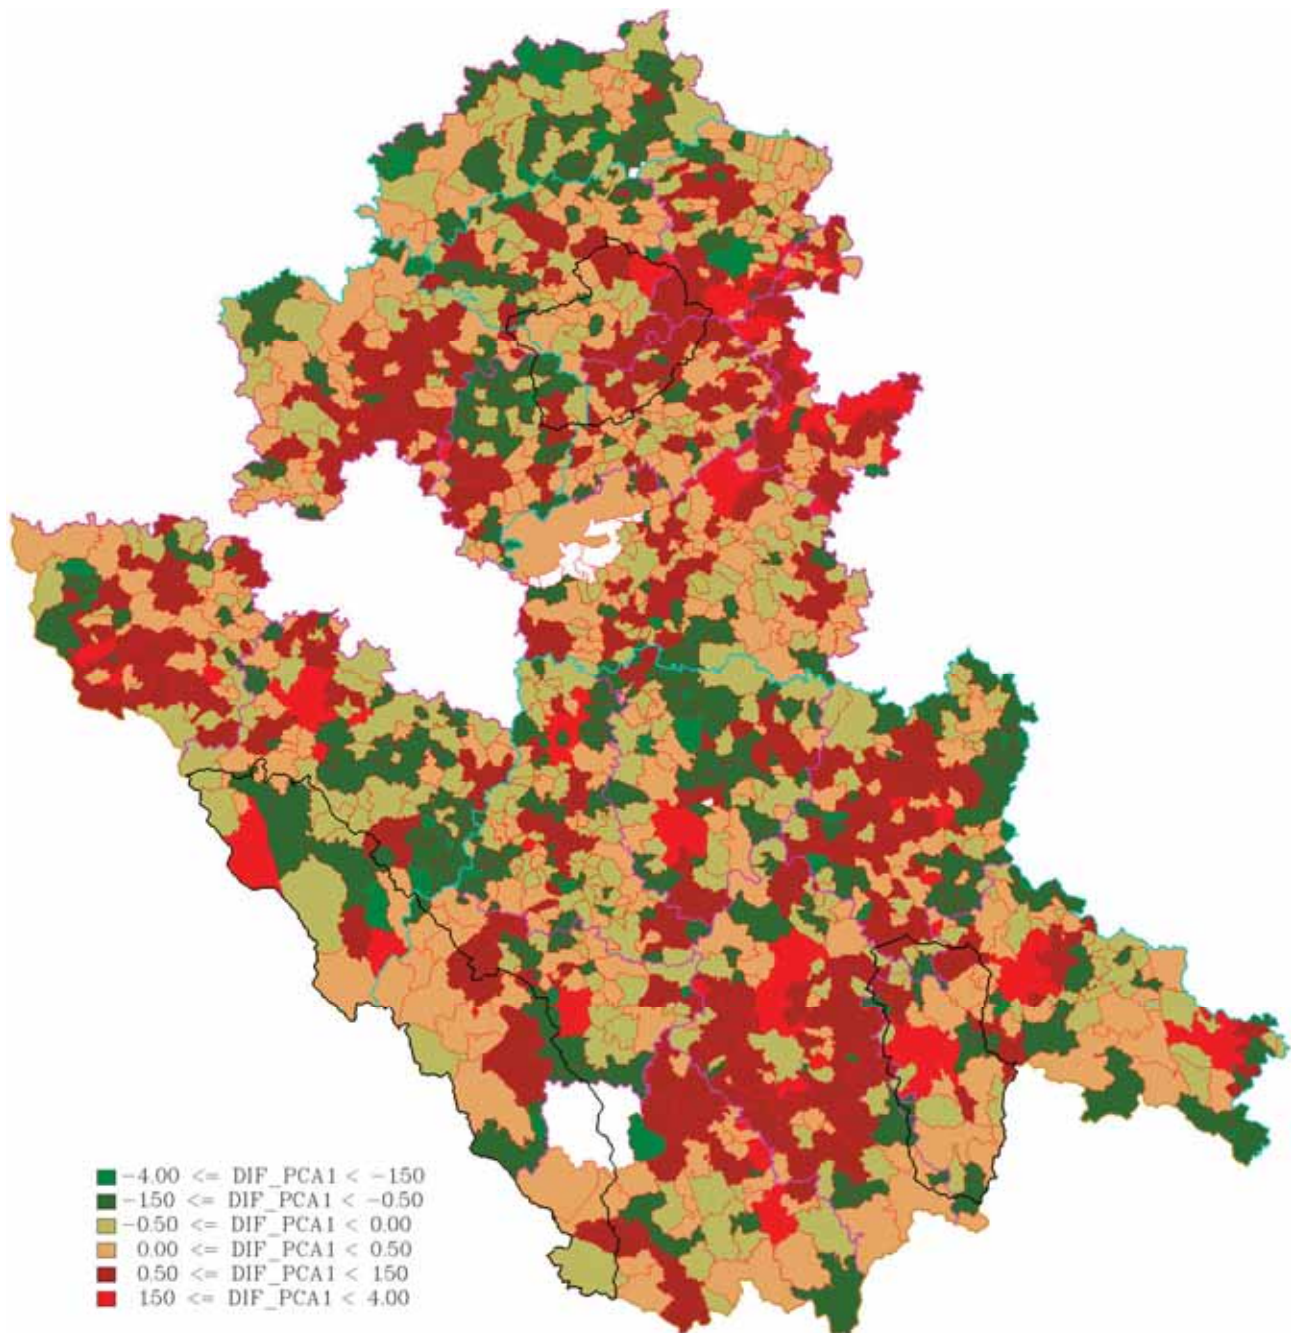 -4.00 <= DIF_PCA1 < -150
-150 <= DIF_PCA1 < -0.50
-0.50 <= DIF_PCA1 < 0.00
0.00 <= DIF_PCA1 < 0.50
0.50 <= DIF_PCA1 < 150
150 <= DIF_PCA1 < 4.00